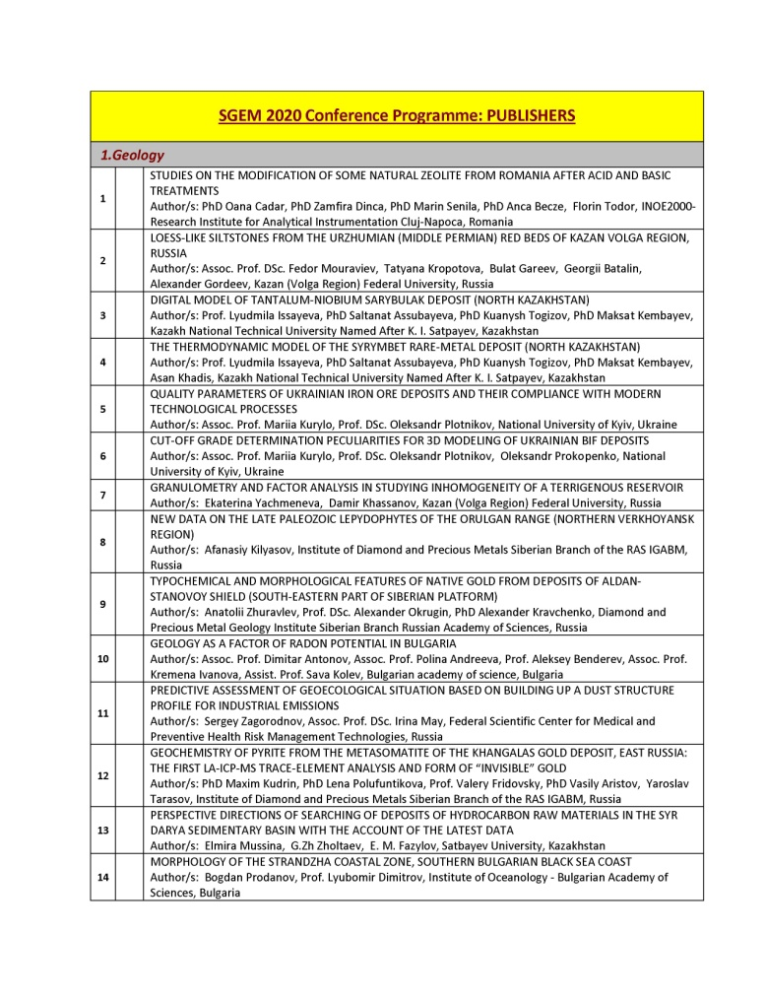 SGEM 2020 Conference Programme: PUBLISHERS
1.Geology
1
STUDIES ON THE MODIFICATION OF SOME NATURAL ZEOLITE FROM ROMANIA AFTER ACID AND BASIC
TREATMENTS
Author/s: PhD Oana Cadar, PhD Zamfira Dinca, PhD Marin Senila, PhD Anca Becze, Florin Todor, INOE2000-
Research Institute for Analytical Instrumentation Cluj-Napoca, Romania
2
LOESS-LIKE SILTSTONES FROM THE URZHUMIAN (MIDDLE PERMIAN) RED BEDS OF KAZAN VOLGA REGION,
RUSSIA
Author/s: Assoc. Prof. DSc. Fedor Mouraviev, Tatyana Kropotova, Bulat Gareev, Georgii Batalin,
Alexander Gordeev, Kazan (Volga Region) Federal University, Russia
3
DIGITAL MODEL OF TANTALUM-NIOBIUM SARYBULAK DEPOSIT (NORTH KAZAKHSTAN)
Author/s: Prof. Lyudmila Issayeva, PhD Saltanat Assubayeva, PhD Kuanysh Togizov, PhD Maksat Kembayev,
Kazakh National Technical University Named After K. I. Satpayev, Kazakhstan
4
THE THERMODYNAMIC MODEL OF THE SYRYMBET RARE-METAL DEPOSIT (NORTH KAZAKHSTAN)
Author/s: Prof. Lyudmila Issayeva, PhD Saltanat Assubayeva, PhD Kuanysh Togizov, PhD Maksat Kembayev,
Asan Khadis, Kazakh National Technical University Named After K. I. Satpayev, Kazakhstan
5
QUALITY PARAMETERS OF UKRAINIAN IRON ORE DEPOSITS AND THEIR COMPLIANCE WITH MODERN
TECHNOLOGICAL PROCESSES
Author/s: Assoc. Prof. Mariia Kurylo, Prof. DSc. Oleksandr Plotnikov, National University of Kyiv, Ukraine
6
CUT-OFF GRADE DETERMINATION PECULIARITIES FOR 3D MODELING OF UKRAINIAN BIF DEPOSITS
Author/s: Assoc. Prof. Mariia Kurylo, Prof. DSc. Oleksandr Plotnikov, Oleksandr Prokopenko, National
University of Kyiv, Ukraine
7
GRANULOMETRY AND FACTOR ANALYSIS IN STUDYING INHOMOGENEITY OF A TERRIGENOUS RESERVOIR
Author/s: Ekaterina Yachmeneva, Damir Khassanov, Kazan (Volga Region) Federal University, Russia
8
NEW DATA ON THE LATE PALEOZOIC LEPYDOPHYTES OF THE ORULGAN RANGE (NORTHERN VERKHOYANSK
REGION)
Author/s: Afanasiy Kilyasov, Institute of Diamond and Precious Metals Siberian Branch of the RAS IGABM,
Russia
9
TYPOCHEMICAL AND MORPHOLOGICAL FEATURES OF NATIVE GOLD FROM DEPOSITS OF ALDAN-
STANOVOY SHIELD (SOUTH-EASTERN PART OF SIBERIAN PLATFORM)
Author/s: Anatolii Zhuravlev, Prof. DSc. Alexander Okrugin, PhD Alexander Kravchenko, Diamond and
Precious Metal Geology Institute Siberian Branch Russian Academy of Sciences, Russia
10
GEOLOGY AS A FACTOR OF RADON POTENTIAL IN BULGARIA
Author/s: Assoc. Prof. Dimitar Antonov, Assoc. Prof. Polina Andreeva, Prof. Aleksey Benderev, Assoc. Prof.
Kremena Ivanova, Assist. Prof. Sava Kolev, Bulgarian academy of science, Bulgaria
11
PREDICTIVE ASSESSMENT OF GEOECOLOGICAL SITUATION BASED ON BUILDING UP A DUST STRUCTURE
PROFILE FOR INDUSTRIAL EMISSIONS
Author/s: Sergey Zagorodnov, Assoc. Prof. DSc. Irina May, Federal Scientific Center for Medical and
Preventive Health Risk Management Technologies, Russia
12
GEOCHEMISTRY OF PYRITE FROM THE METASOMATITE OF THE KHANGALAS GOLD DEPOSIT, EAST RUSSIA:
THE FIRST LA-ICP-MS TRACE-ELEMENT ANALYSIS AND FORM OF “INVISIBLE” GOLD
Author/s: PhD Maxim Kudrin, PhD Lena Polufuntikova, Prof. Valery Fridovsky, PhD Vasily Aristov, Yaroslav
Tarasov, Institute of Diamond and Precious Metals Siberian Branch of the RAS IGABM, Russia
13
PERSPECTIVE DIRECTIONS OF SEARCHING OF DEPOSITS OF HYDROCARBON RAW MATERIALS IN THE SYR
DARYA SEDIMENTARY BASIN WITH THE ACCOUNT OF THE LATEST DATA
Author/s: Elmira Mussina, G.Zh Zholtaev, E. M. Fazylov, Satbayev University, Kazakhstan
14
MORPHOLOGY OF THE STRANDZHA COASTAL ZONE, SOUTHERN BULGARIAN BLACK SEA COAST
Author/s: Bogdan Prodanov, Prof. Lyubomir Dimitrov, Institute of Oceanology - Bulgarian Academy of
Sciences, Bulgaria